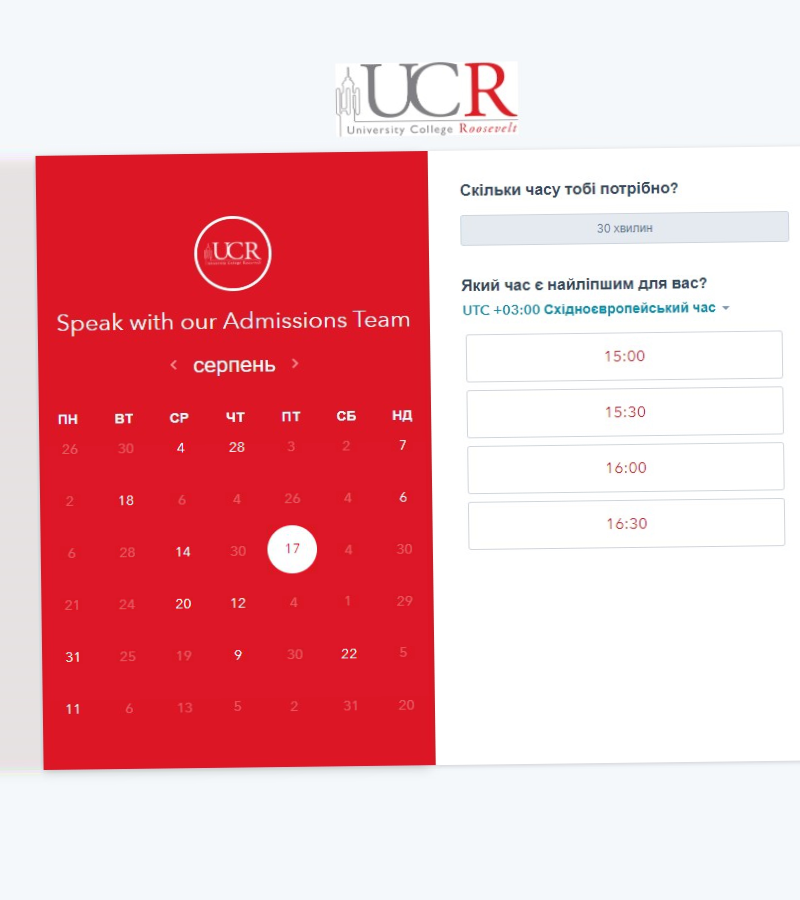 UCR
University College Roosevelt
UCR
University College Roosevelt
Speak with our Admissions Team
‹ серпень ›
ПН ВТ СР ЧТ ПТ СБ НД
26 30 4 28 3 2 7
2 18 6 4 26 4 6
6 28 14 30 17 4 30
21 24 20 12 4 1 29
31 25 19 9 30 22 5
11 6 13 5 2 31 20
Скільки часу тобі потрібно?
30 хвилин
Який час є найліпшим для вас?
UTC +03:00 Східноєвропейський час
15:00
15:30
16:00
16:30